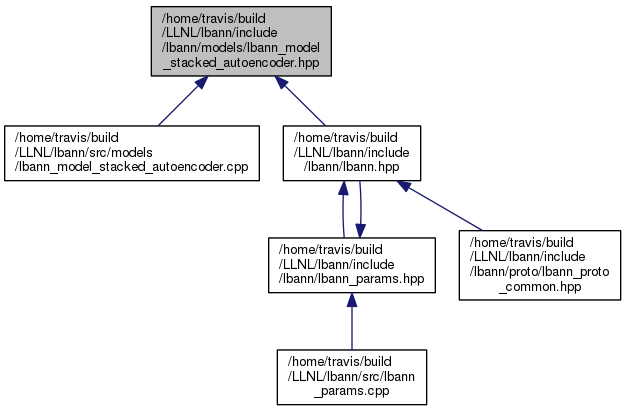 /home/travis/build
/LLNL/lbann/include
/lbann/models/lbann_model
_stacked_autoencoder.hpp
/home/travis/build
/LLNL/lbann/src/models
/lbann_model_stacked_autoencoder.cpp
/home/travis/build
/LLNL/lbann/include
/lbann/lbann.hpp
/home/travis/build
/LLNL/lbann/include
/lbann/lbann_params.hpp
/home/travis/build
/LLNL/lbann/include
/lbann/proto/lbann_proto
_common.hpp
/home/travis/build
/LLNL/lbann/src/lbann
_params.cpp